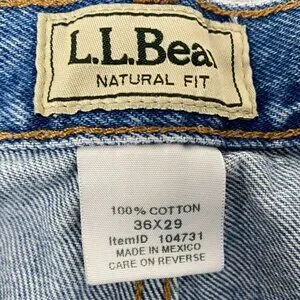 L.L.Bea
NATURAL FIT
100% COTTON
36X29
ItemID 104731
MADE IN MEXICO
CARE ON REVERSE